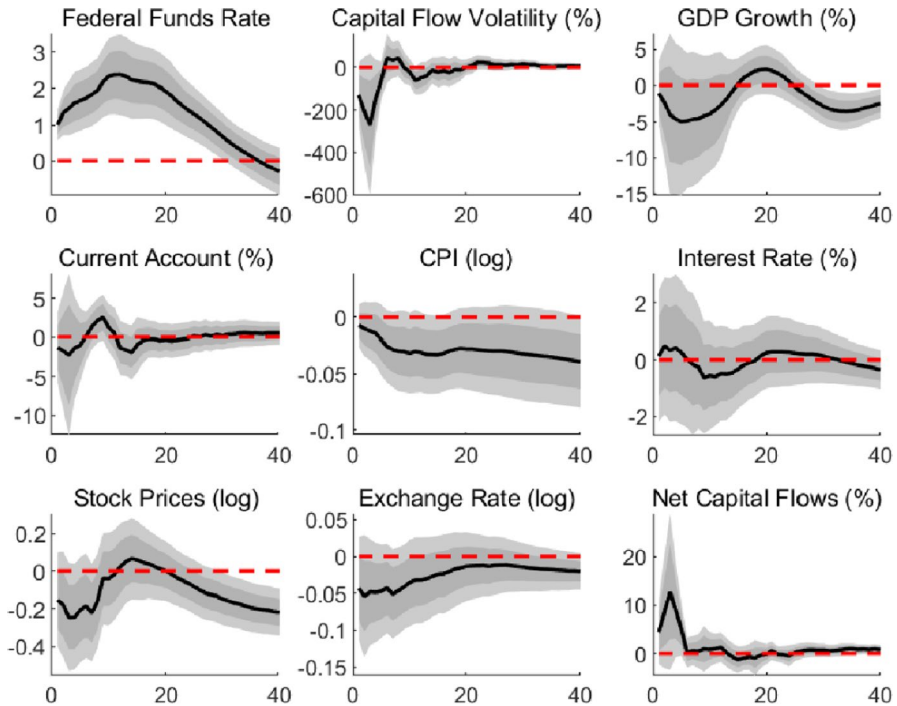 Federal Funds Rate
3
2
1
0
0 20 40
Capital Flow Volatility (%)
0
-200
-400
-600
0 20 40
GDP Growth (%)
5
0
-5
-10
-15
0 20 40
Current Account (%)
5
0
-5
-10
0 20 40
CPI (log)
0
-0.05
-0.1
0 20 40
Interest Rate (%)
2
0
-2
0 20 40
Stock Prices (log)
0.2
0
-0.2
-0.4
0 20 40
Exchange Rate (log)
0.05
0
-0.05
-0.1
-0.15
0 20 40
Net Capital Flows (%)
20
10
0
0 20 40